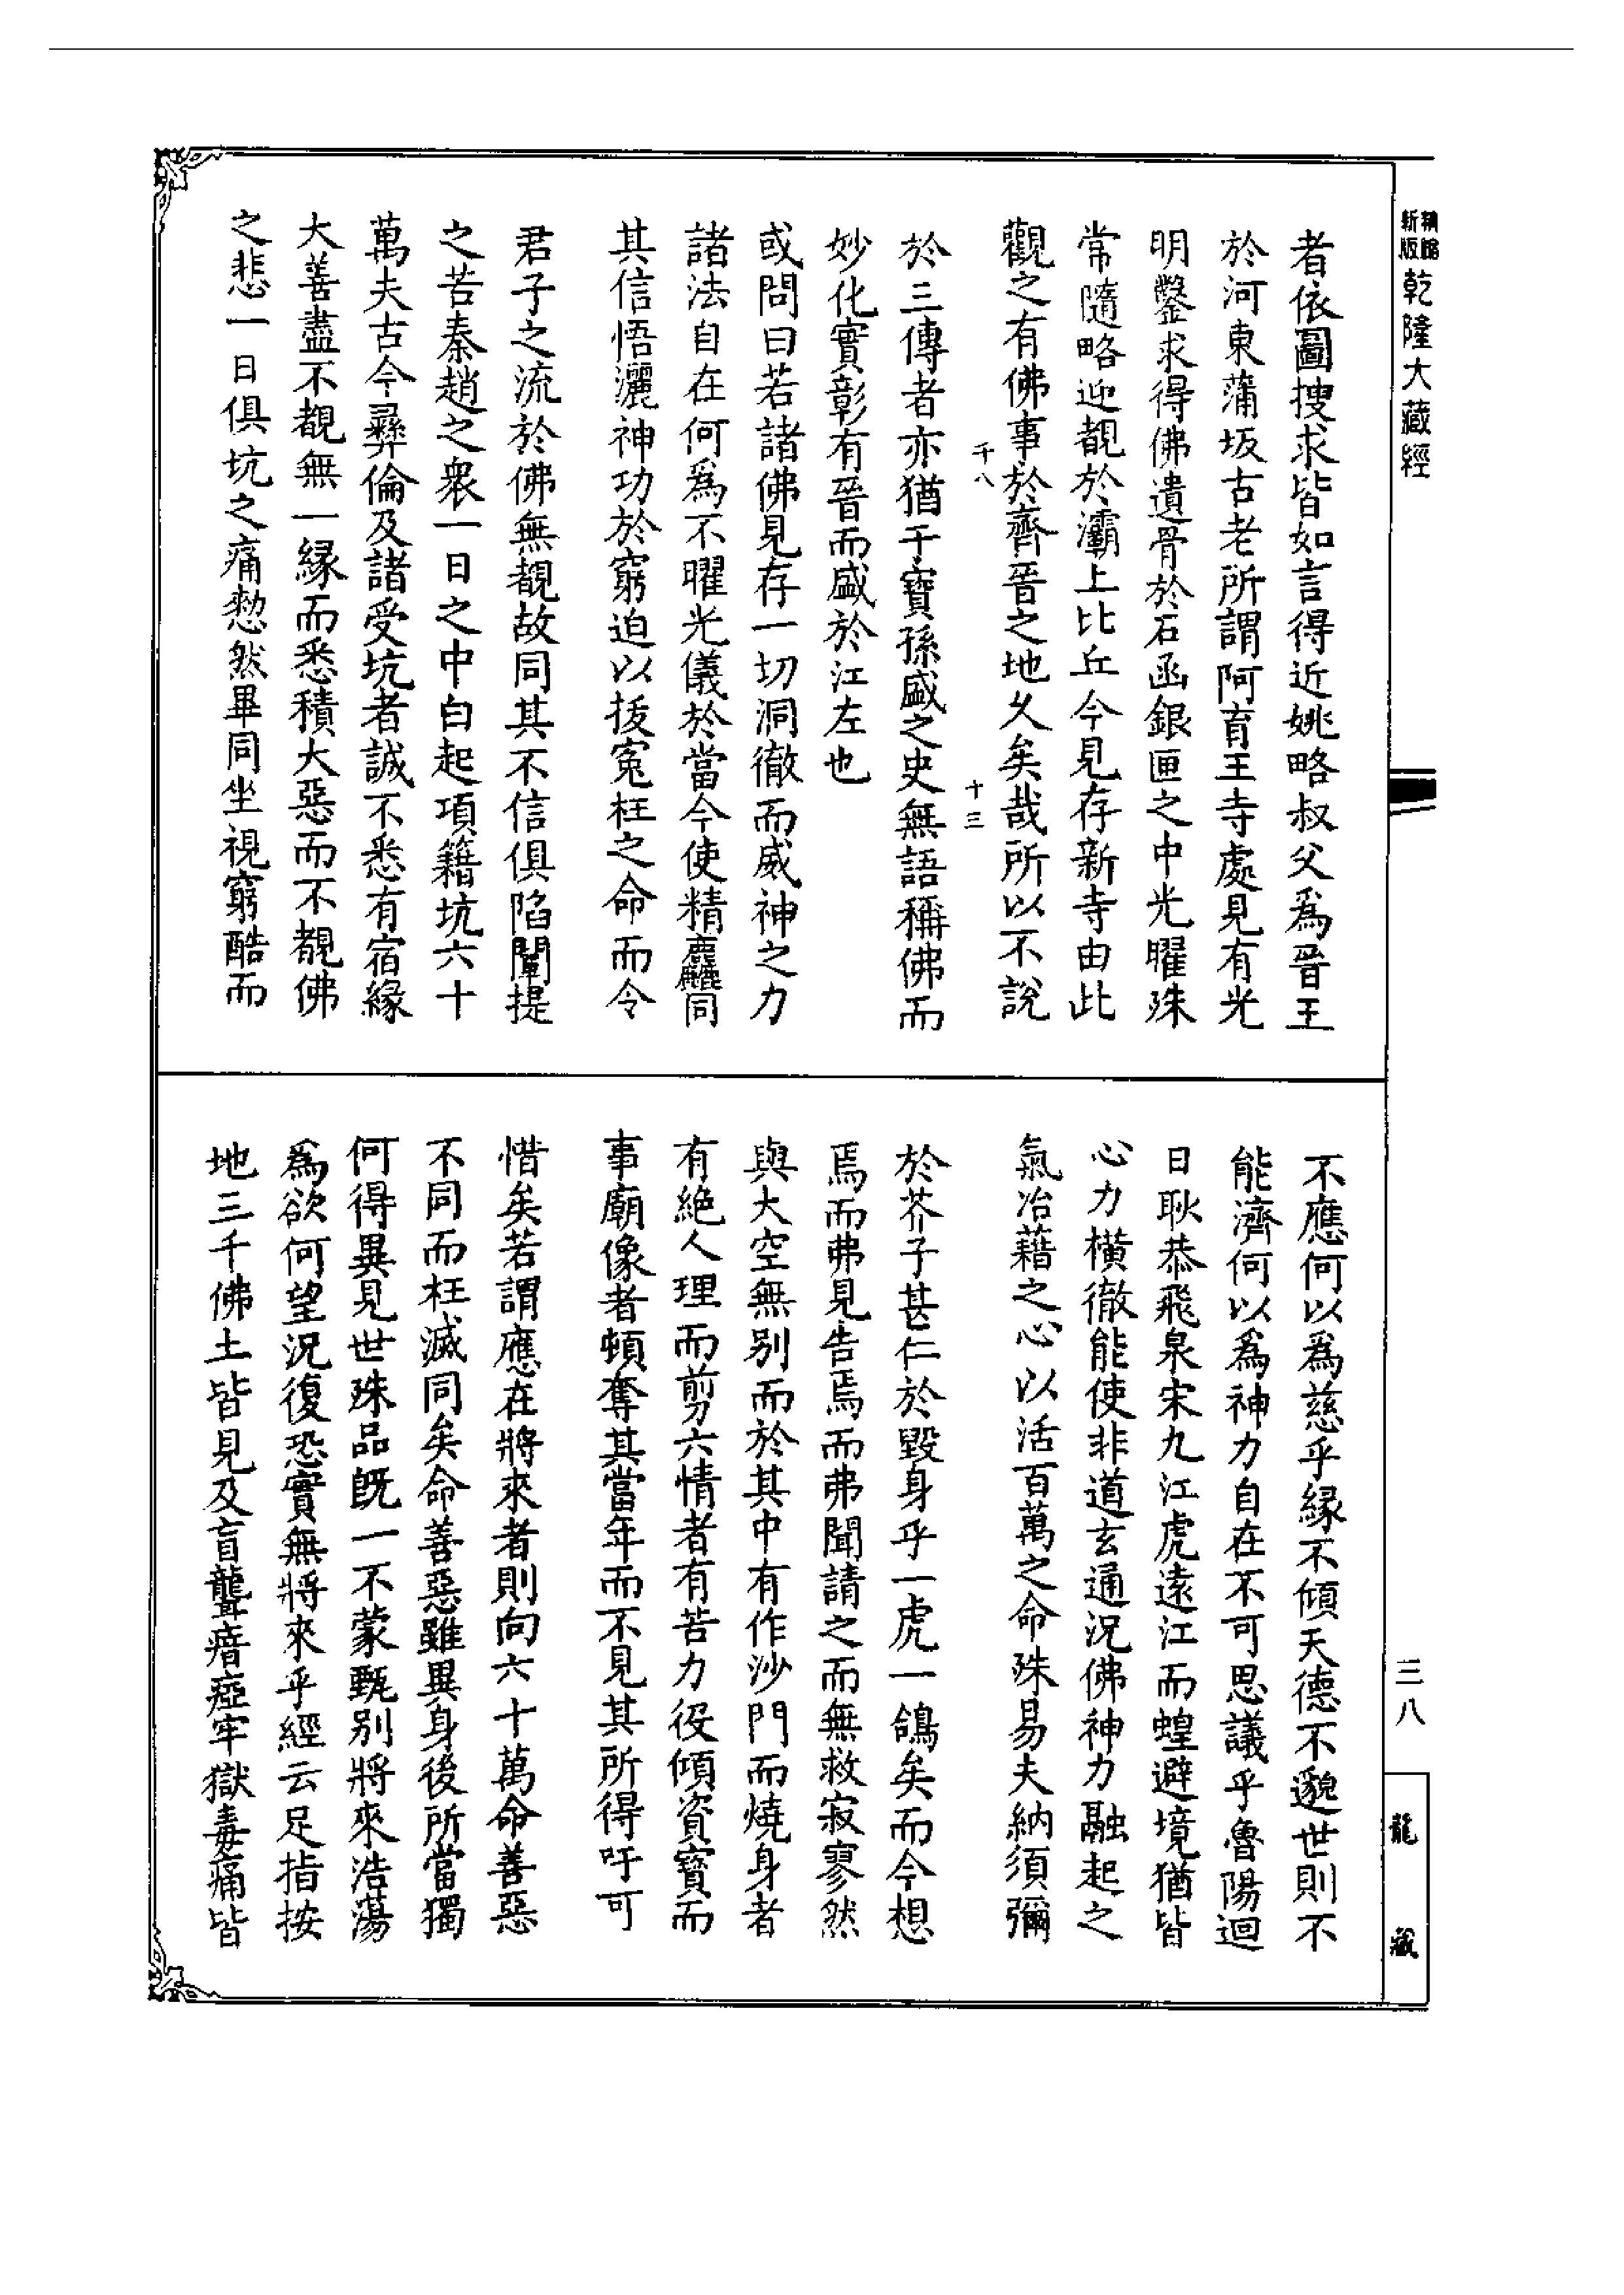 精縮新版乾隆大藏經
者依圖搜求皆如言得近姚略叔父爲晉王
於河東蒲坂古老所謂阿育王寺處見有光
明鑿求得佛遺骨於石函銀匣之中光曜殊
常隨略迎覩於灞上比丘今見存新寺由此
觀之有佛事於齊晉之地久矣哉所以不說
千八
十三
於三傳者亦猶干寶孫盛之史無語稱佛而
妙化實彰有晉而盛於江左也
或問曰若諸佛見存一切洞徹而威神之力
諸法自在何爲不曜光儀於當今使精麤同
其信悟灑神功於窮迫以拔寃枉之命而令
君子之流於佛無覩故同其不信俱陷闡提
之苦秦趙之衆一日之中白起項籍坑六十
萬夫古今彝倫及諸受坑者誠不悉有宿緣
大善盡不覩無一緣而悉積大惡而不覩佛
之悲一日俱坑之痛愸然畢同坐視窮酷而
不應何以爲慈乎緣不傾天德不邈世則不
能濟何以爲神力自在不可思議乎魯陽迴
日耿恭飛泉宋九江虎遠江而蝗避境猶皆
心力橫徹能使非道玄通況佛神力融起之
氣冶藉之心以活百萬之命殊易夫納須彌
於芥子甚仁於毀身乎一虎一鴿矣而今想
焉而弗見告焉而弗聞請之而無救寂寥然
與大空無別而於其中有作沙門而燒身者
有絶人理而剪六情者有苦力役傾資寶而
事廟像者頓奪其當年而不見其所得吁可
惜矣若謂應在將來者則向六十萬命善惡
不同而枉滅同矣命善惡雖異身後所當獨
何得異見世殊品既一不蒙甄別將來浩蕩
爲欲何望況復恐實無將來乎經云足指按
地三千佛土皆見及盲聾瘖瘂牢獄毒痛皆
三八
龍藏